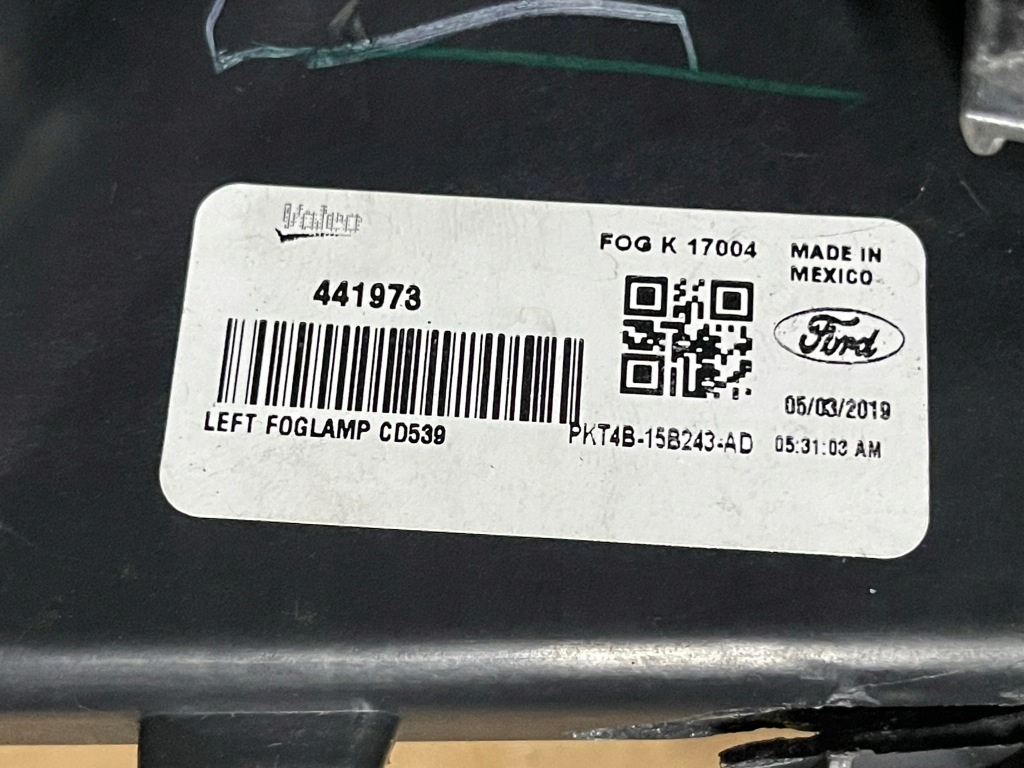 Valeo
441973
LEFT FOGLAMP CD539
FOG K 17004
PKT4B-15B243-AD
MADE IN
MEXICO
Ford
05/03/2019
05:31:03 AM